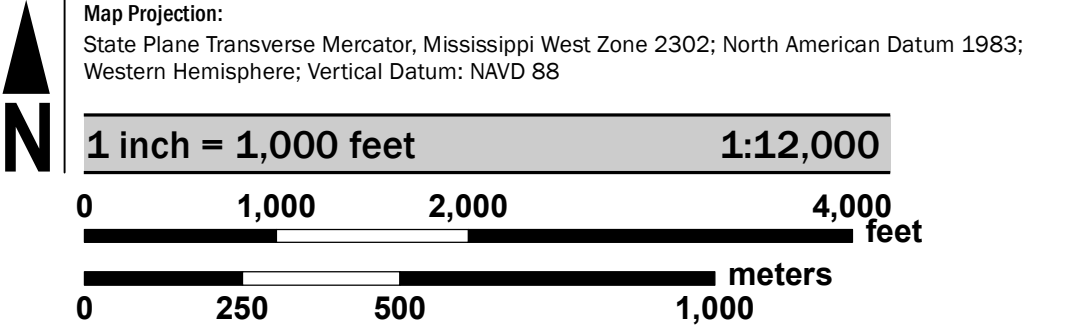 N
Map Projection:
State Plane Transverse Mercator, Mississippi West Zone 2302; North American Datum 1983;
Western Hemisphere; Vertical Datum: NAVD 88
1 inch = 1,000 feet 1:12,000
0 1,000 2,000 4,000
feet
meters
0 250 500 1,000